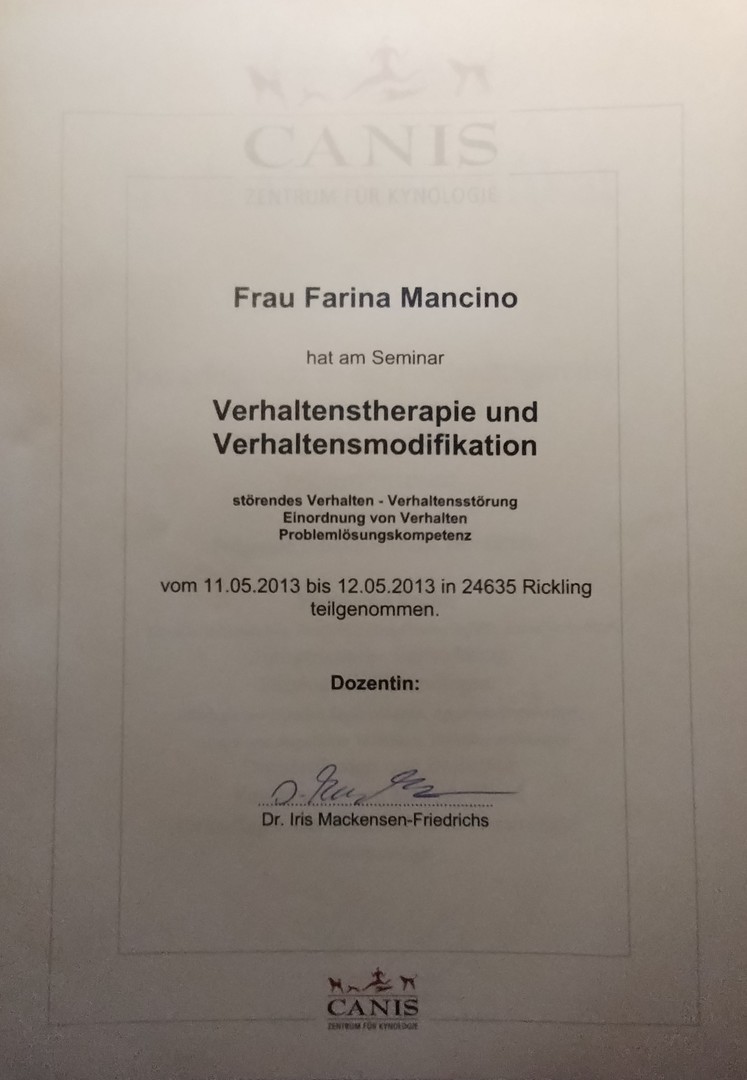 CANIS
ZENTRUM FÜR KYNOLOGIE
Frau Farina Mancino
hat am Seminar
Verhaltenstherapie und
Verhaltensmodifikation
störendes Verhalten - Verhaltensstörung
Einordnung von Verhalten
Problemlösungskompetenz
vom 11.05.2013 bis 12.05.2013 in 24635 Rickling
teilgenommen.
Dozentin:
Dr. Iris Mackensen-Friedrichs
CANIS
ZENTRUM FÜR KYNOLOGIE